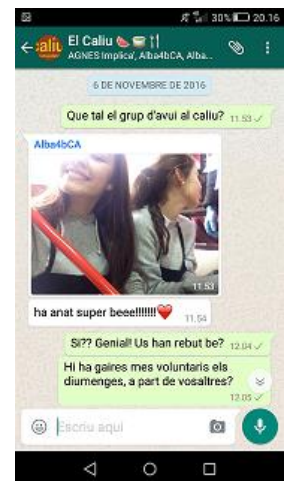 30% 20.16
El Caliu
AGNES Implica', Alba4bCA, Alba...
6 DE NOVEMBRE DE 2016
Que tal el grup d'avui al caliu? 11.53
Alba4bCA
11.53
ha anat super beee!!!!!!! 11.54
Si?? Genial! Us han rebut be? 12.04
Hi ha gaires mes voluntaris els
diumenges, a part de vosaltres?
12.05
Escriu aquí